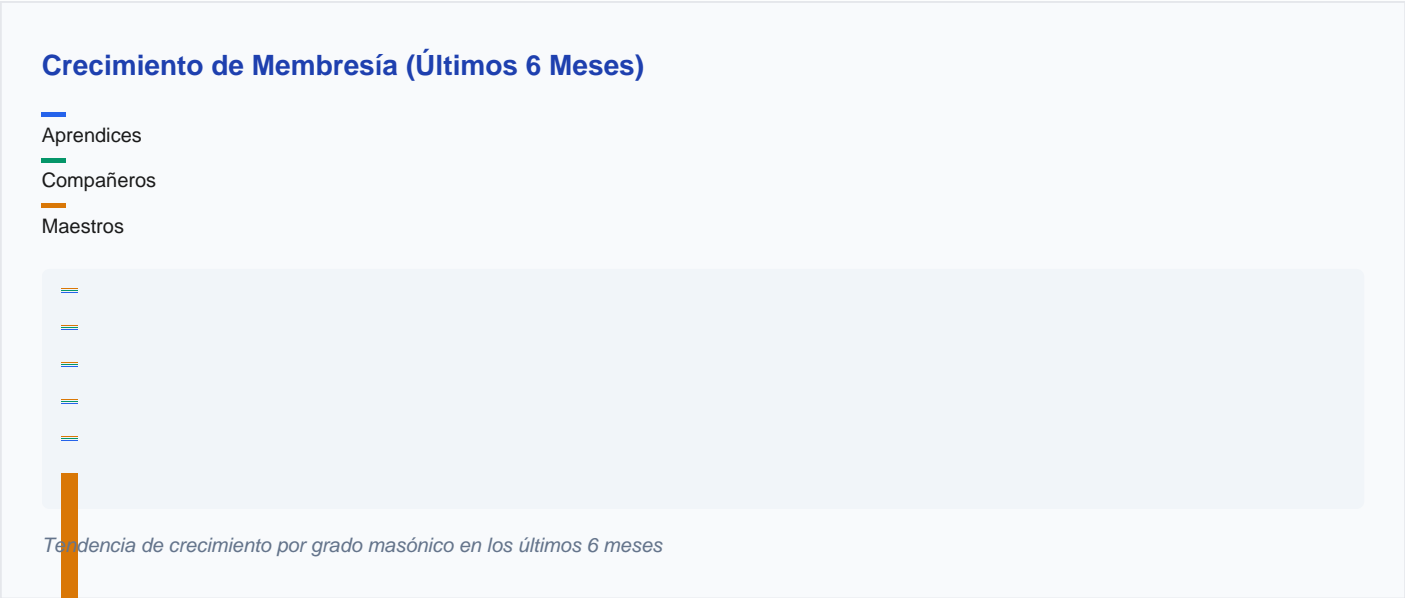 Crecimiento de Membresía (Últimos 6 Meses)
Aprendices
Compañeros
Maestros
Tendencia de crecimiento por grado masónico en los últimos 6 meses